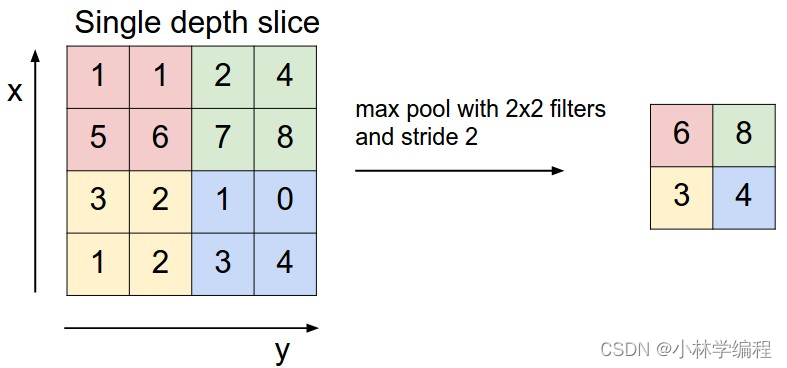 Single depth slice
x
1 1 2 4
5 6 7 8
3 2 1 0
1 2 3 4
y
max pool with 2x2 filters
and stride 2
6 8
3 4
CSDN @小林学编程